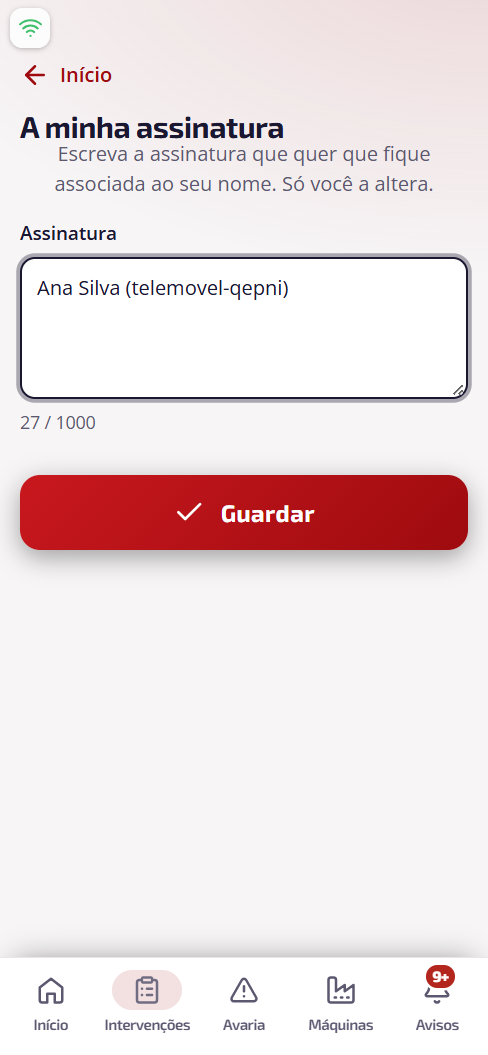 Início
A minha assinatura
Escreva a assinatura que quer que fique
associada ao seu nome. Só você a altera.
Assinatura
Ana Silva (telemovel-qepni)
27 / 1000
Guardar
9+
Início
Intervenções
Avaria
Máquinas
Avisos